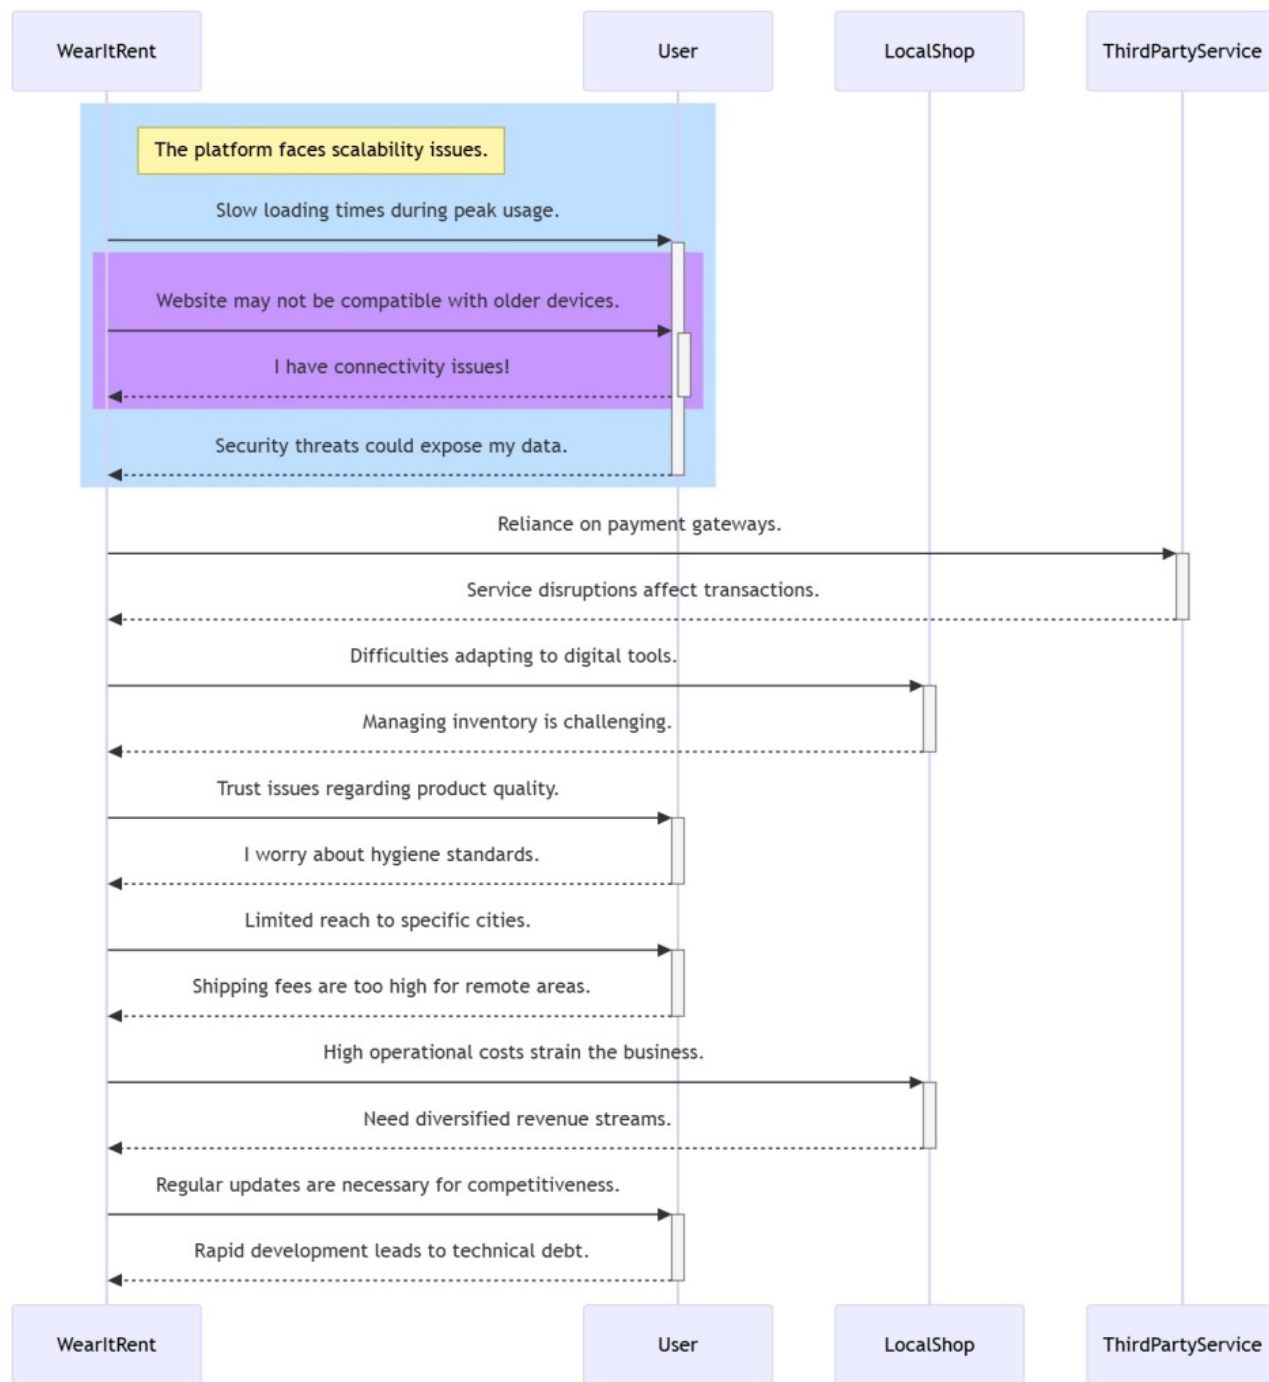 WearItRent
User
LocalShop
ThirdPartyService
The platform faces scalability issues.
Slow loading times during peak usage.
Website may not be compatible with older devices.
I have connectivity issues!
Security threats could expose my data.
Reliance on payment gateways.
Service disruptions affect transactions.
Difficulties adapting to digital tools.
Managing inventory is challenging.
Trust issues regarding product quality.
I worry about hygiene standards.
Limited reach to specific cities.
Shipping fees are too high for remote areas.
High operational costs strain the business.
Need diversified revenue streams.
Regular updates are necessary for competitiveness.
Rapid development leads to technical debt.
WearItRent
User
LocalShop
ThirdPartyService